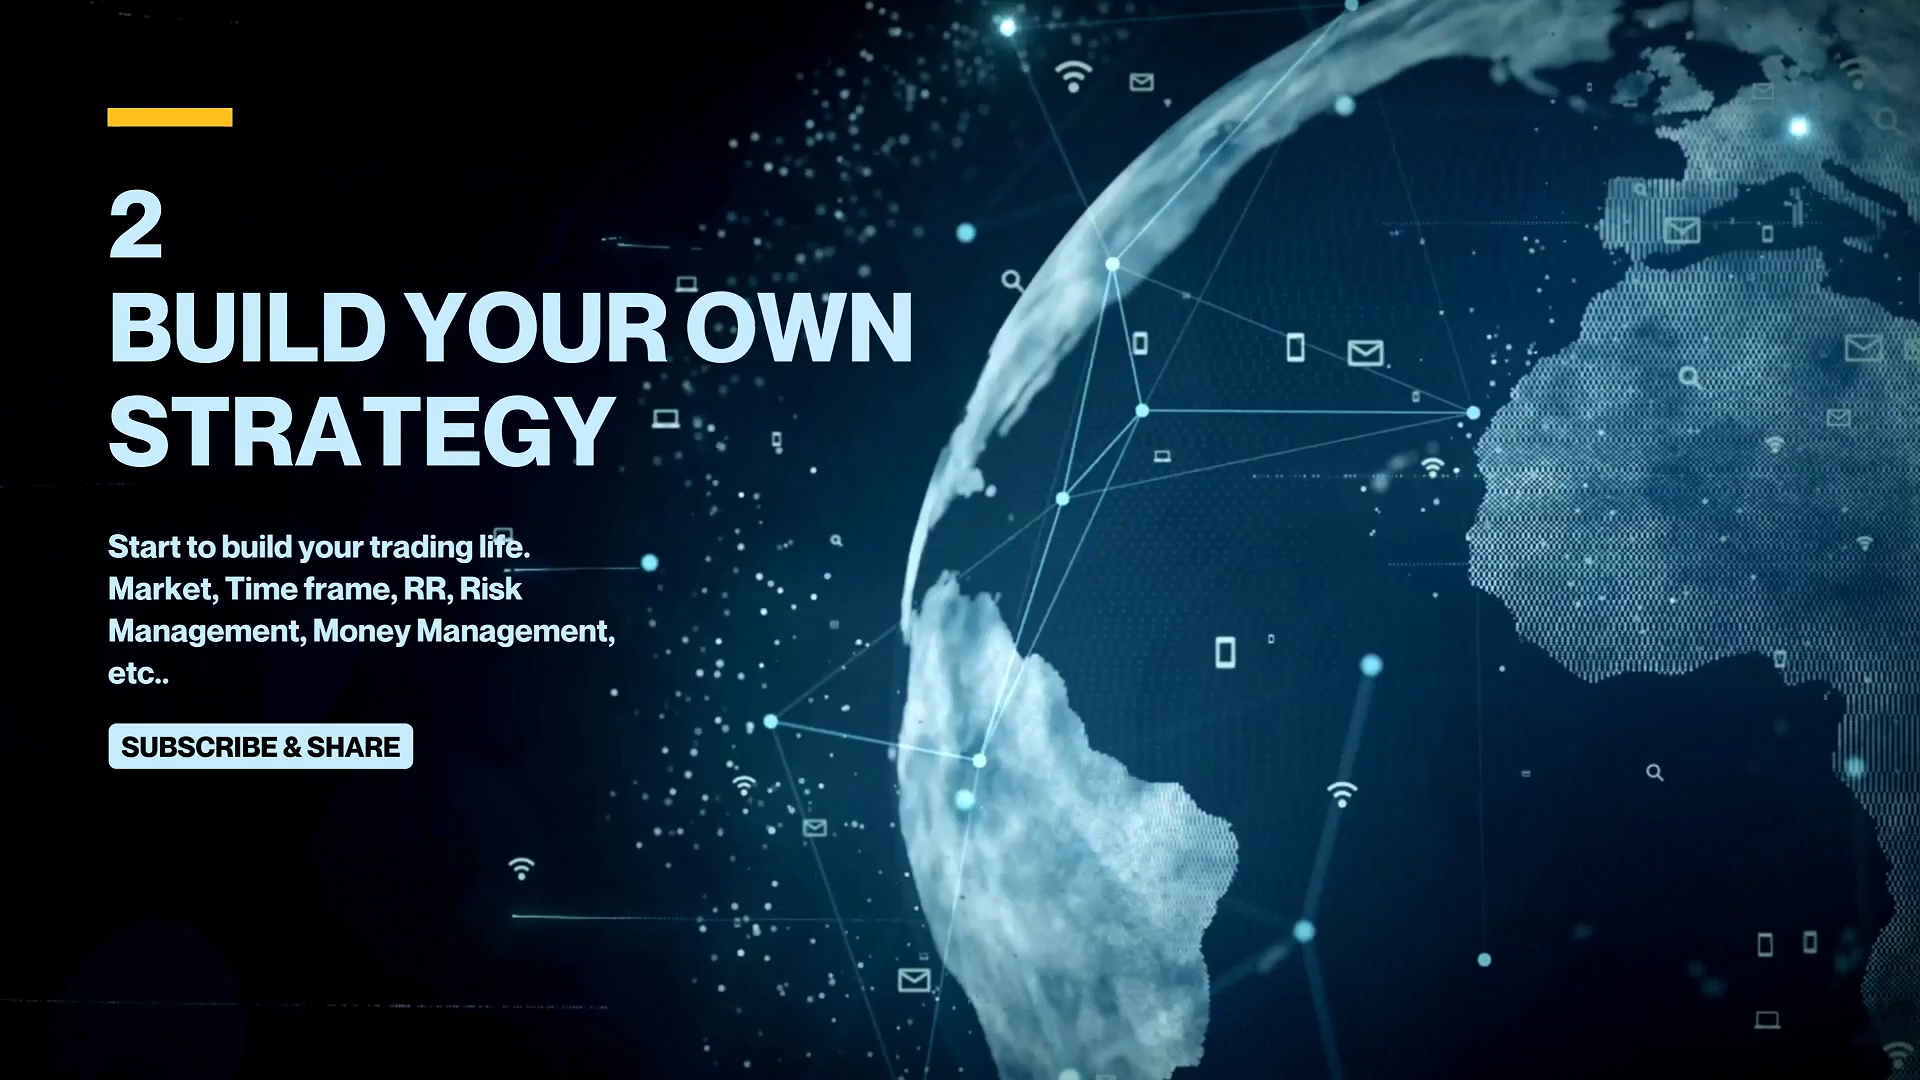 2
BUILD YOUR OWN
STRATEGY
Start to build your trading life.
Market, Time frame, RR, Risk
Management, Money Management,
etc..
SUBSCRIBE & SHARE